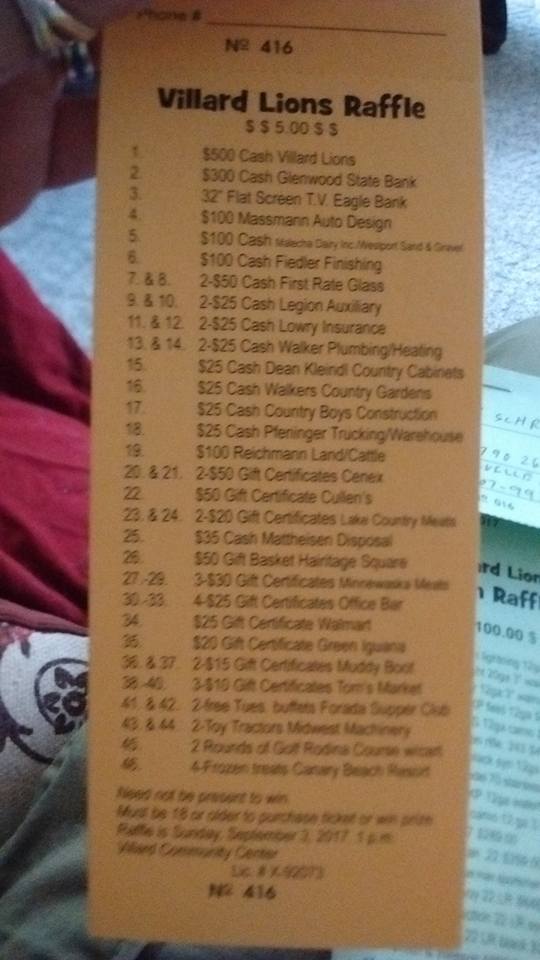 Phone #
Nº 416
Villard Lions Raffle
$ $ 5.00 $ $
1. $500 Cash Villard Lions
2. $300 Cash Glenwood State Bank
3. 32" Flat Screen T.V. Eagle Bank
4. $100 Massmann Auto Design
5. $100 Cash Malecha Dairy Inc./Westport Sand & Gravel
6. $100 Cash Fiedler Finishing
7. & 8. 2-$50 Cash First Rate Glass
9. & 10. 2-$25 Cash Legion Auxiliary
11. & 12. 2-$25 Cash Lowry Insurance
13. & 14. 2-$25 Cash Walker Plumbing/Heating
15. $25 Cash Dean Kleindl Country Cabinets
16. $25 Cash Walkers Country Gardens
17. $25 Cash Country Boys Construction
18. $25 Cash Pfeninger Trucking/Warehouse
19. $100 Reichmann Land/Cattle
20. & 21. 2-$50 Gift Certificates Cenex
22. $50 Gift Certificate Cullen's
23. & 24. 2-$20 Gift Certificates Lake Country Meats
25. $35 Cash Mattheisen Disposal
26. $50 Gift Basket Hairitage Square
27.-29. 3-$30 Gift Certificates Minnewaska Meats
30.-33. 4-$25 Gift Certificates Office Bar
34. $25 Gift Certificate Walmart
35. $20 Gift Certificate Green Iguana
36. & 37. 2-$15 Gift Certificates Muddy Boot
38.-40. 3-$10 Gift Certificates Tom's Market
41. & 42. 2-free Tues. buffets Forada Supper Club
43. & 44. 2-Toy Tractors Midwest Machinery
45. 2 Rounds of Golf Rodina Course w/cart
46. 4-Frozen treats Canary Beach Resort
Need not be present to win
Must be 18 or older to purchase ticket or win prize
Raffle is Sunday, September 3, 2017 1 p.m.
Villard Community Center
Lic. # X-92073
Nº 416